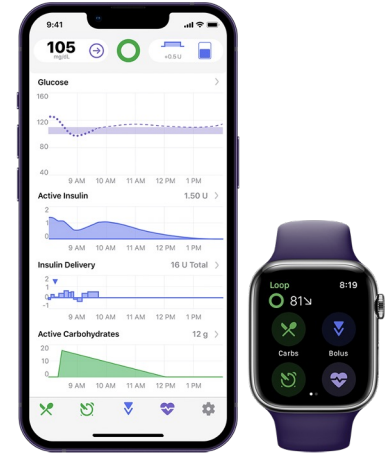 9:41
105
mg/dL
+0.9 U
Glucose
160
120
80
40
9 AM 10 AM 11 AM 12 PM 1 PM
Active Insulin 1.50 U
2
1
0
9 AM 10 AM 11 AM 12 PM 1 PM
Insulin Delivery 16 U Total
2
1
0
-1
9 AM 10 AM 11 AM 12 PM 1 PM
Active Carbohydrates 12 g
20
10
0
9 AM 10 AM 11 AM 12 PM 1 PM
Loop 8:19
81↘
Carbs Bolus